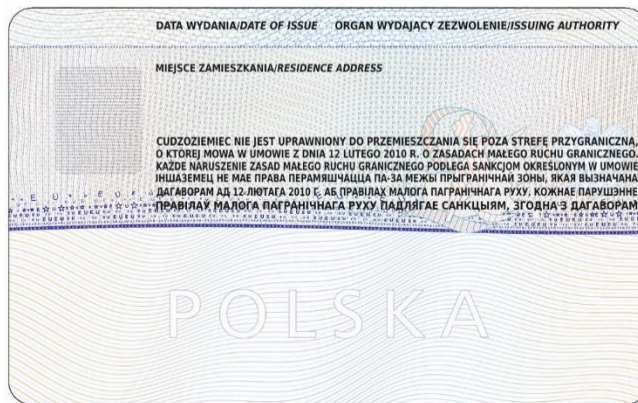 DATA WYDANIA/DATE OF ISSUE ORGAN WYDAJĄCY ZEZWOLENIE/ISSUING AUTHORITY
MIEJSCE ZAMIESZKANIA/RESIDENCE ADDRESS
CUDZOZIEMIEC NIE JEST UPRAWNIONY DO PRZEMIESZCZANIA SIĘ POZA STREFĘ PRZYGRANICZNĄ,
O KTÓREJ MOWA W UMOWIE Z DNIA 12 LUTEGO 2010 R. O ZASADACH MAŁEGO RUCHU GRANICZNEGO.
KAŻDE NARUSZENIE ZASAD MAŁEGO RUCHU GRANICZNEGO PODLEGA SANKCJOM OKREŚLONYM W UMOWIE
ІНШАЗЕМЕЦ НЕ МАЕ ПРАВА ПЕРАМЯШЧАЦЦА ПА-ЗА МЕЖЫ ПРЫГРАНІЧНАЙ ЗОНЫ, ЯКАЯ ВЫЗНАЧАНА
ДАГАВОРАМ АД 12 ЛЮТАГА 2010 Г. АБ ПРАВІЛАХ МАЛОГА ПАГРАНІЧНАГА РУХУ. КОЖНАЕ ПАРУШЭННЕ
ПРАВІЛАЎ МАЛОГА ПАГРАНІЧНАГА РУХУ ПАДЛЯГАЕ САНКЦЫЯМ, ЗГОДНА З ДАГАВОРАМ
POLSKA